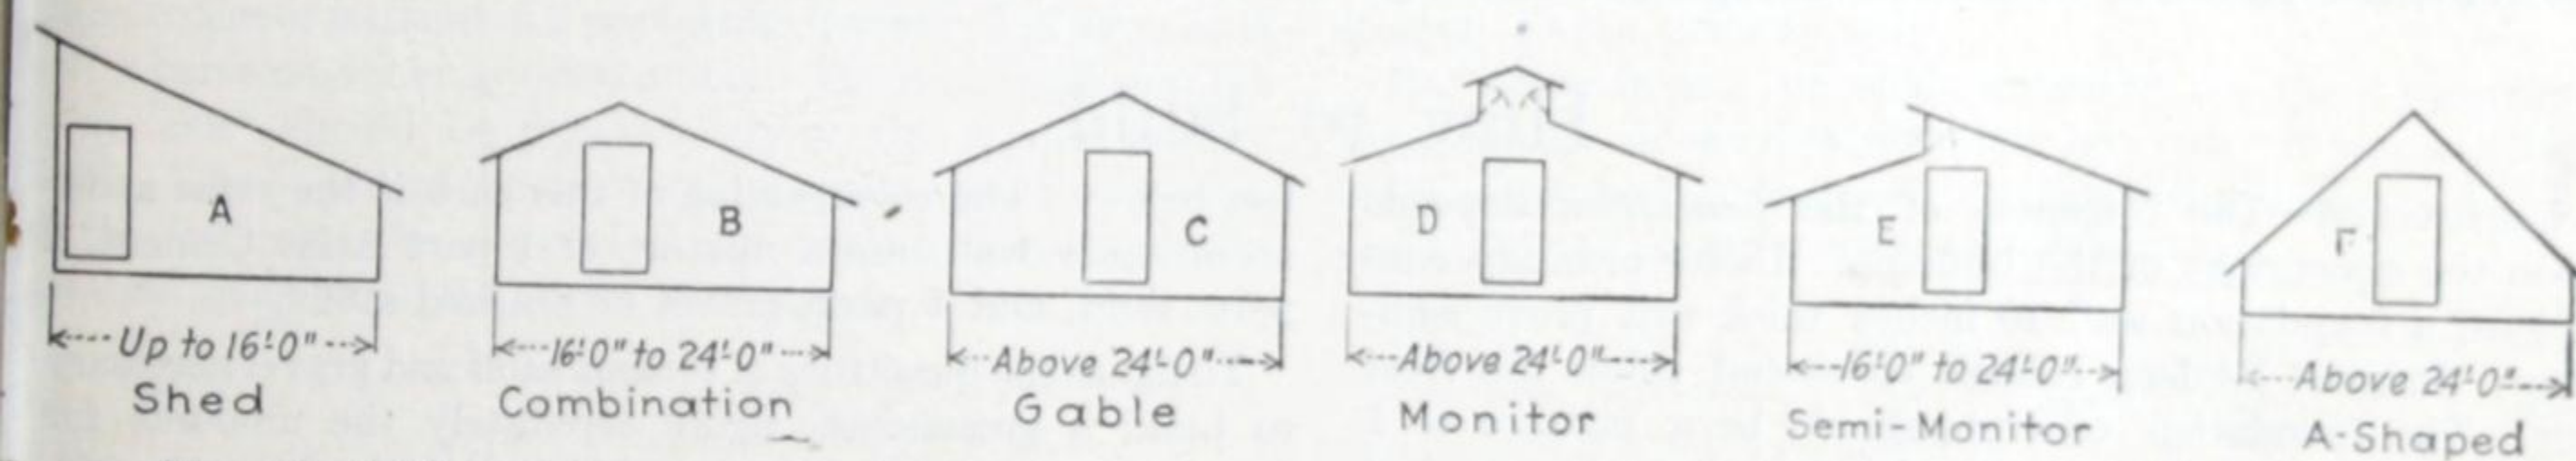 A
B
C
D
E
F
Up to 16'-0"
16'-0" to 24'-0"
Above 24'-0"
Above 24'-0"
16'-0" to 24'-0"
Above 24'-0"
Shed
Combination
Gable
Monitor
Semi-Monitor
A-Shaped